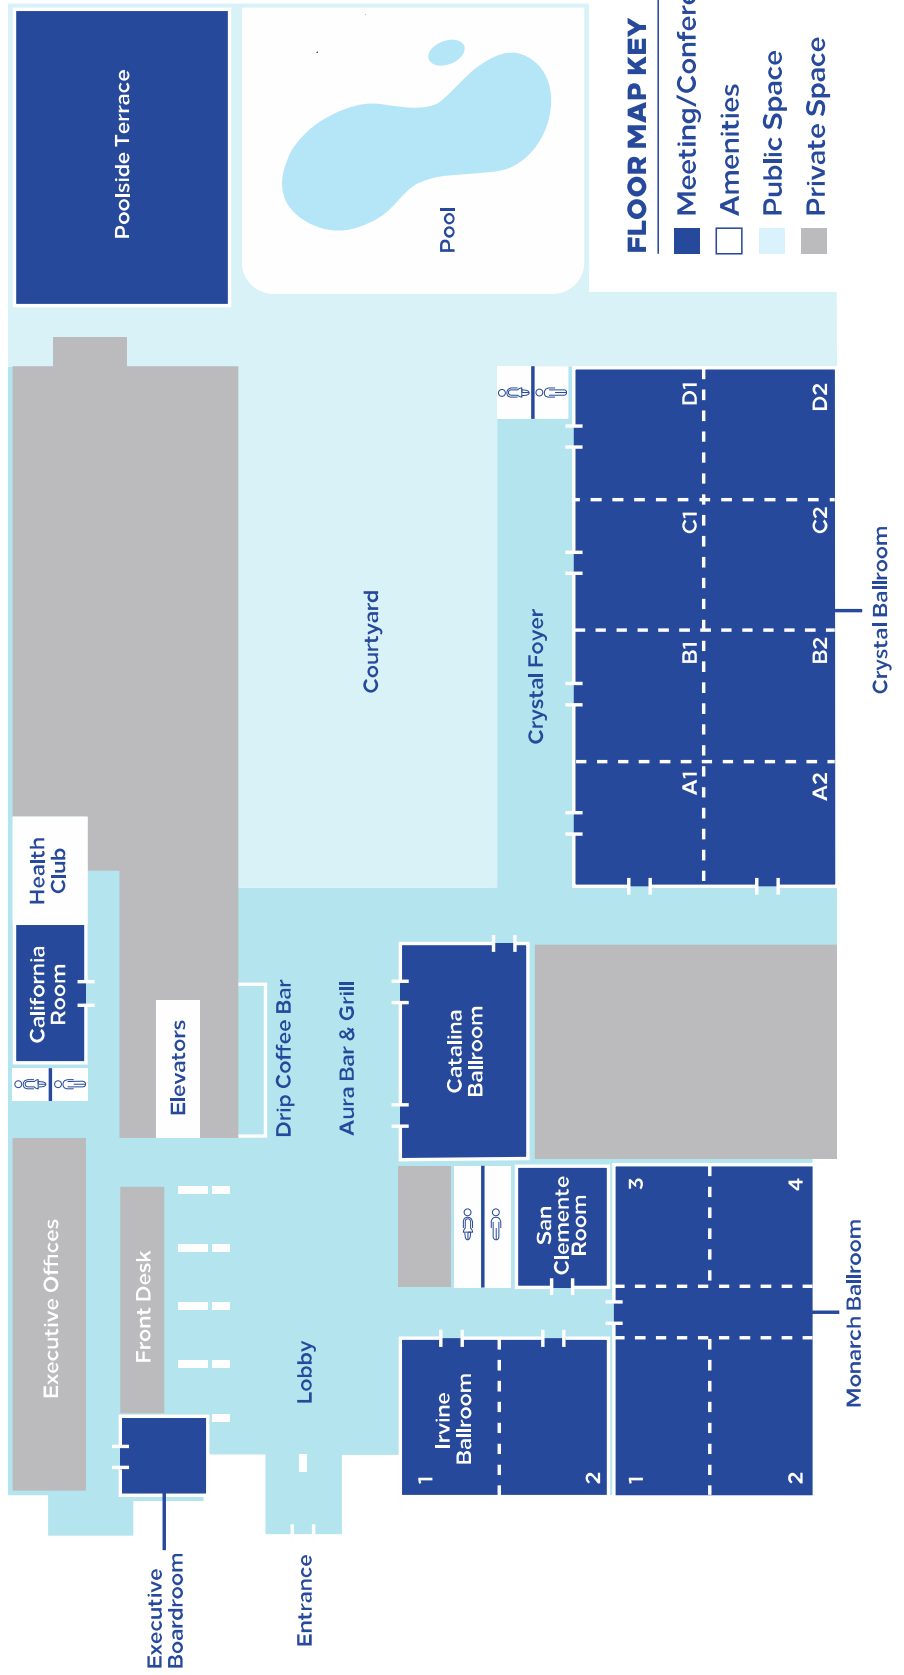 Poolside Terrace
Pool
FLOOR MAP KEY
Meeting/Confere
Amenities
Public Space
Private Space
Health
Club
California
Room
Elevators
Executive Offices
Front Desk
Executive
Boardroom
Entrance
Lobby
Drip Coffee Bar
Aura Bar & Grill
Courtyard
Crystal Foyer
A1
B1
C1
D1
A2
B2
C2
D2
Crystal Ballroom
Catalina
Ballroom
San
Clemente
Room
Irvine
Ballroom
1
2
1
3
2
4
Monarch Ballroom